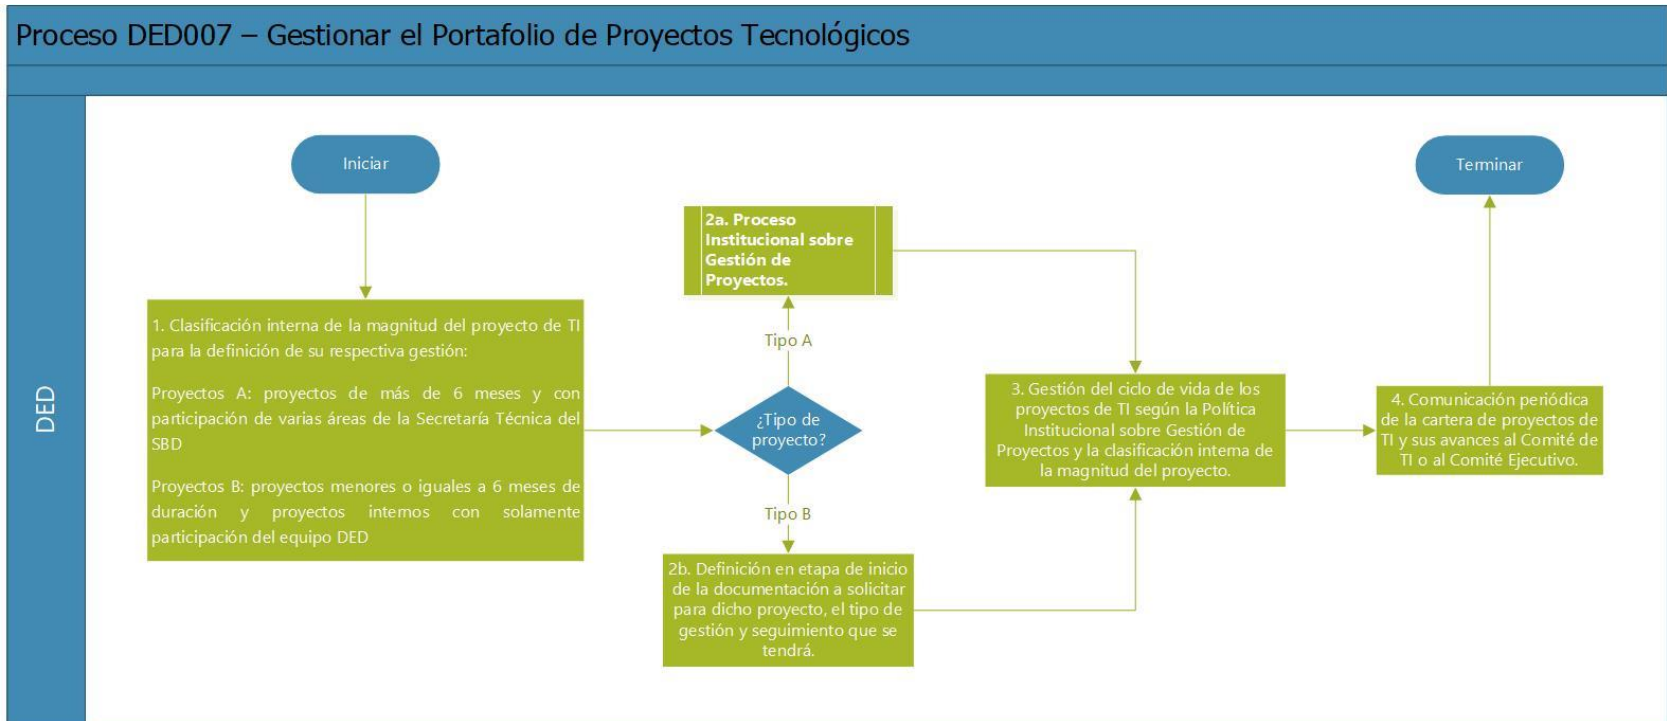 Proceso DED007 – Gestionar el Portafolio de Proyectos Tecnológicos
DED
Iniciar
1. Clasificación interna de la magnitud del proyecto de TI
para la definición de su respectiva gestión:
Proyectos A: proyectos de más de 6 meses y con
participación de varias áreas de la Secretaría Técnica del
SBD
Proyectos B: proyectos menores o iguales a 6 meses de
duración y proyectos internos con solamente
participación del equipo DED
¿Tipo de
proyecto?
Tipo A
2a. Proceso
Institucional sobre
Gestión de
Proyectos.
Tipo B
2b. Definición en etapa de inicio
de la documentación a solicitar
para dicho proyecto, el tipo de
gestión y seguimiento que se
tendrá.
3. Gestión del ciclo de vida de los
proyectos de TI según la Política
Institucional sobre Gestión de
Proyectos y la clasificación interna de
la magnitud del proyecto.
4. Comunicación periódica
de la cartera de proyectos de
TI y sus avances al Comité de
TI o al Comité Ejecutivo.
Terminar